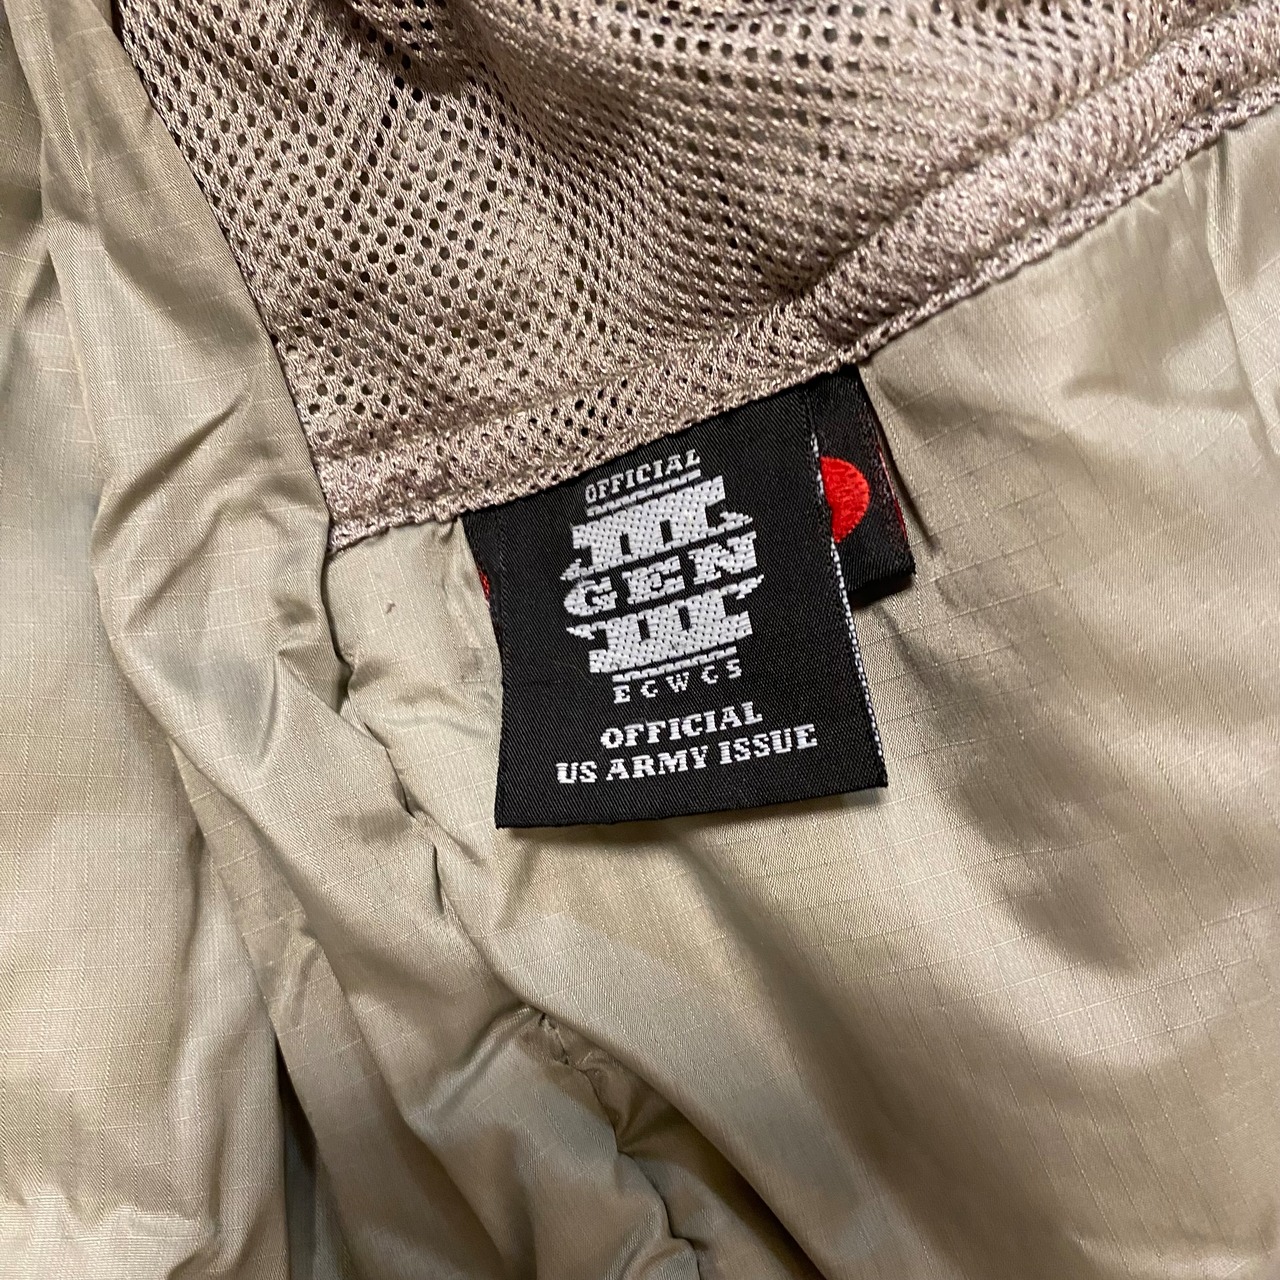 OFFICIAL
III
GEN
III
ECWCS
OFFICIAL
US ARMY ISSUE